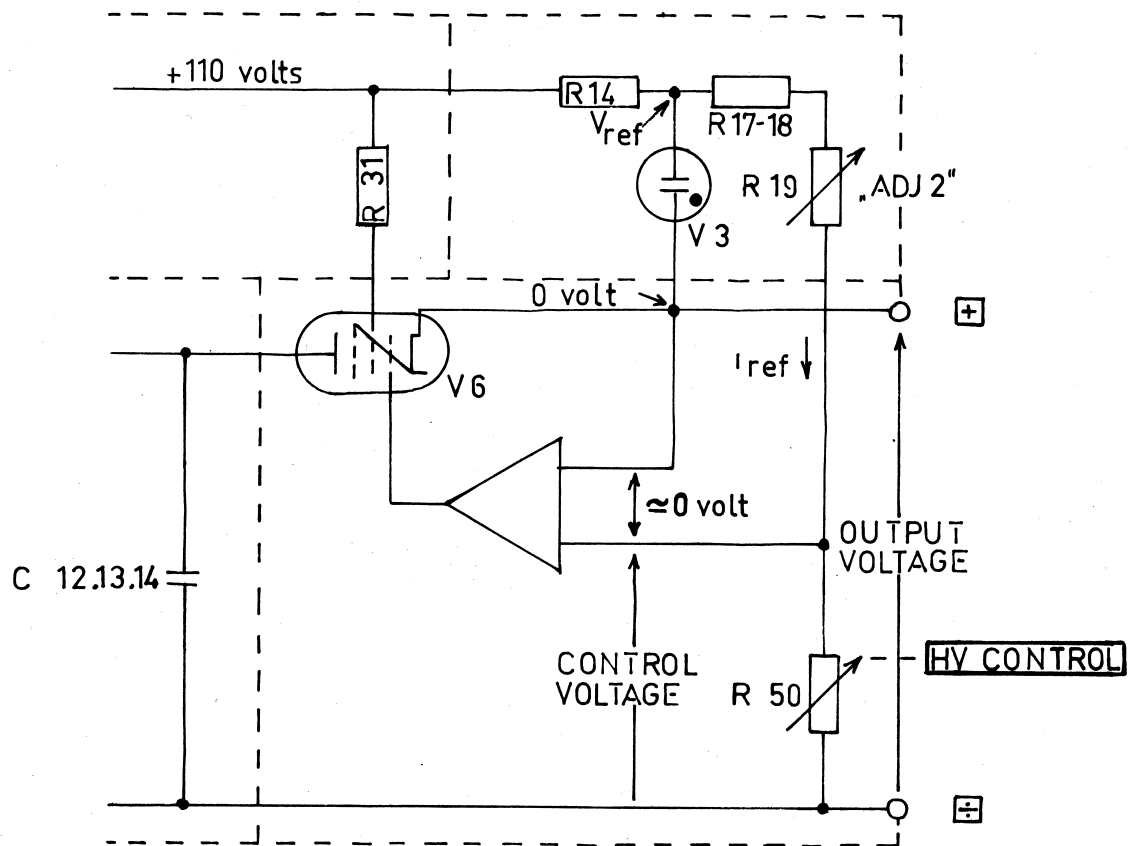 +110 volts
R14
Vref
R17-18
R 31
R 19
„ADJ 2"
V 3
0 volt
+
V 6
Iref
≃0 volt
OUTPUT
VOLTAGE
C 12.13.14
CONTROL
VOLTAGE
HV CONTROL
R 50
÷